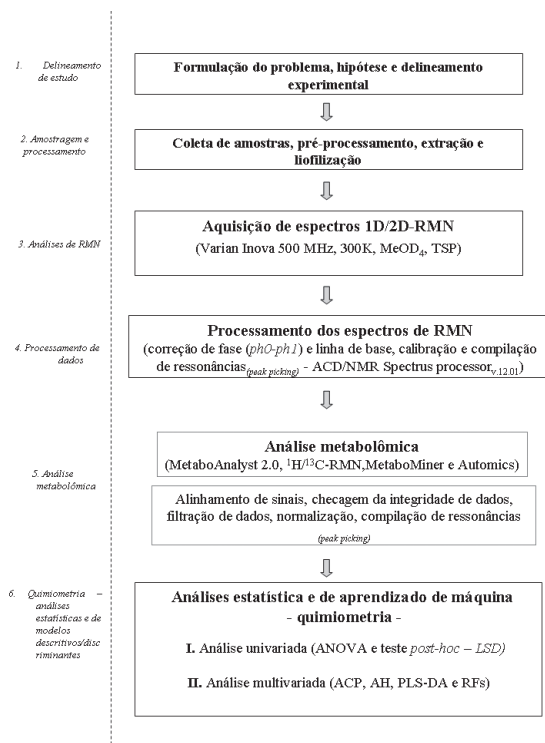 1. Delineamento
de estudo
Formulação do problema, hipótese e delineamento
experimental
2. Amostragem e
processamento
Coleta de amostras, pré-processamento, extração e
liofilização
3. Análises de RMN
Aquisição de espectros 1D/2D-RMN
(Varian Inova 500 MHz, 300K, MeOD4, TSP)
4. Processamento de
dados
Processamento dos espectros de RMN
(correção de fase (ph0-ph1) e linha de base, calibração e compilação
de ressonâncias(peak picking) - ACD/NMR Spectrus processorv.12.01)
5. Análise
metabolômica
Análise metabolômica
(MetaboAnalyst 2.0, ¹H/¹³C-RMN,MetaboMiner e Automics)
Alinhamento de sinais, checagem da integridade de dados,
filtração de dados, normalização, compilação de ressonâncias
(peak picking)
6. Quimiometria –
análises
estatísticas e de
modelos
descritivos/disc
riminantes
Análises estatística e de aprendizado de máquina
- quimiometria -
I. Análise univariada (ANOVA e teste post-hoc – LSD)
II. Análise multivariada (ACP, AH, PLS-DA e RFs)